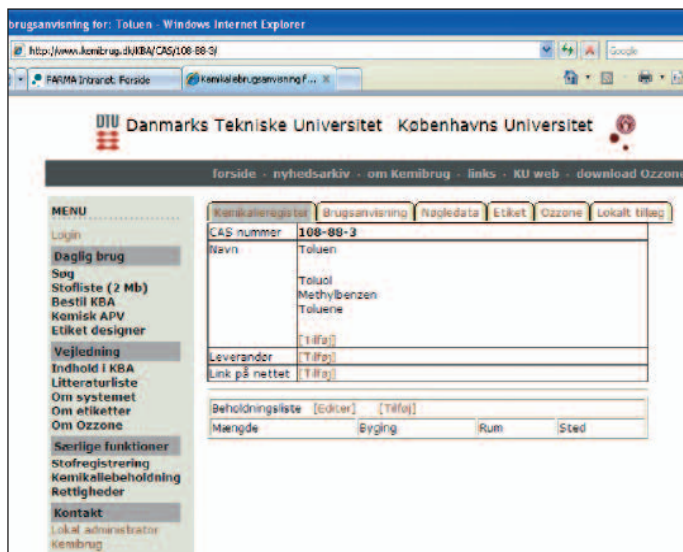 brugsanvisning for: Toluen - Windows Internet Explorer
http://www.kemibrug.dk/KBA/CAS/108-88-3/
Google
FARMA Intranet: Forside
Kemikaliebrugsanvisning f...
DTU Danmarks Tekniske Universitet Københavns Universitet
forside - nyhedsarkiv - om Kemibrug - links - KU web - download Ozzone
MENU
Login
Daglig brug
Søg
Stofliste (2 Mb)
Bestil KBA
Kemisk APV
Etiket designer
Vejledning
Indhold i KBA
Litteraturliste
Om systemet
Om etiketter
Om Ozzone
Særlige funktioner
Stofregistrering
Kemikaliebeholdning
Rettigheder
Kontakt
Lokal administrator
Kemibrug
Kemikalieregister Brugsanvisning Nøgledata Etiket Ozzone Lokalt tillæg
CAS nummer 108-88-3
Navn Toluen
Toluol
Methylbenzen
Toluene
[Tilføj]
Leverandør [Tilføj]
Link på nettet [Tilføj]
Beholdningsliste [Editer] [Tilføj]
Mængde Byging Rum Sted